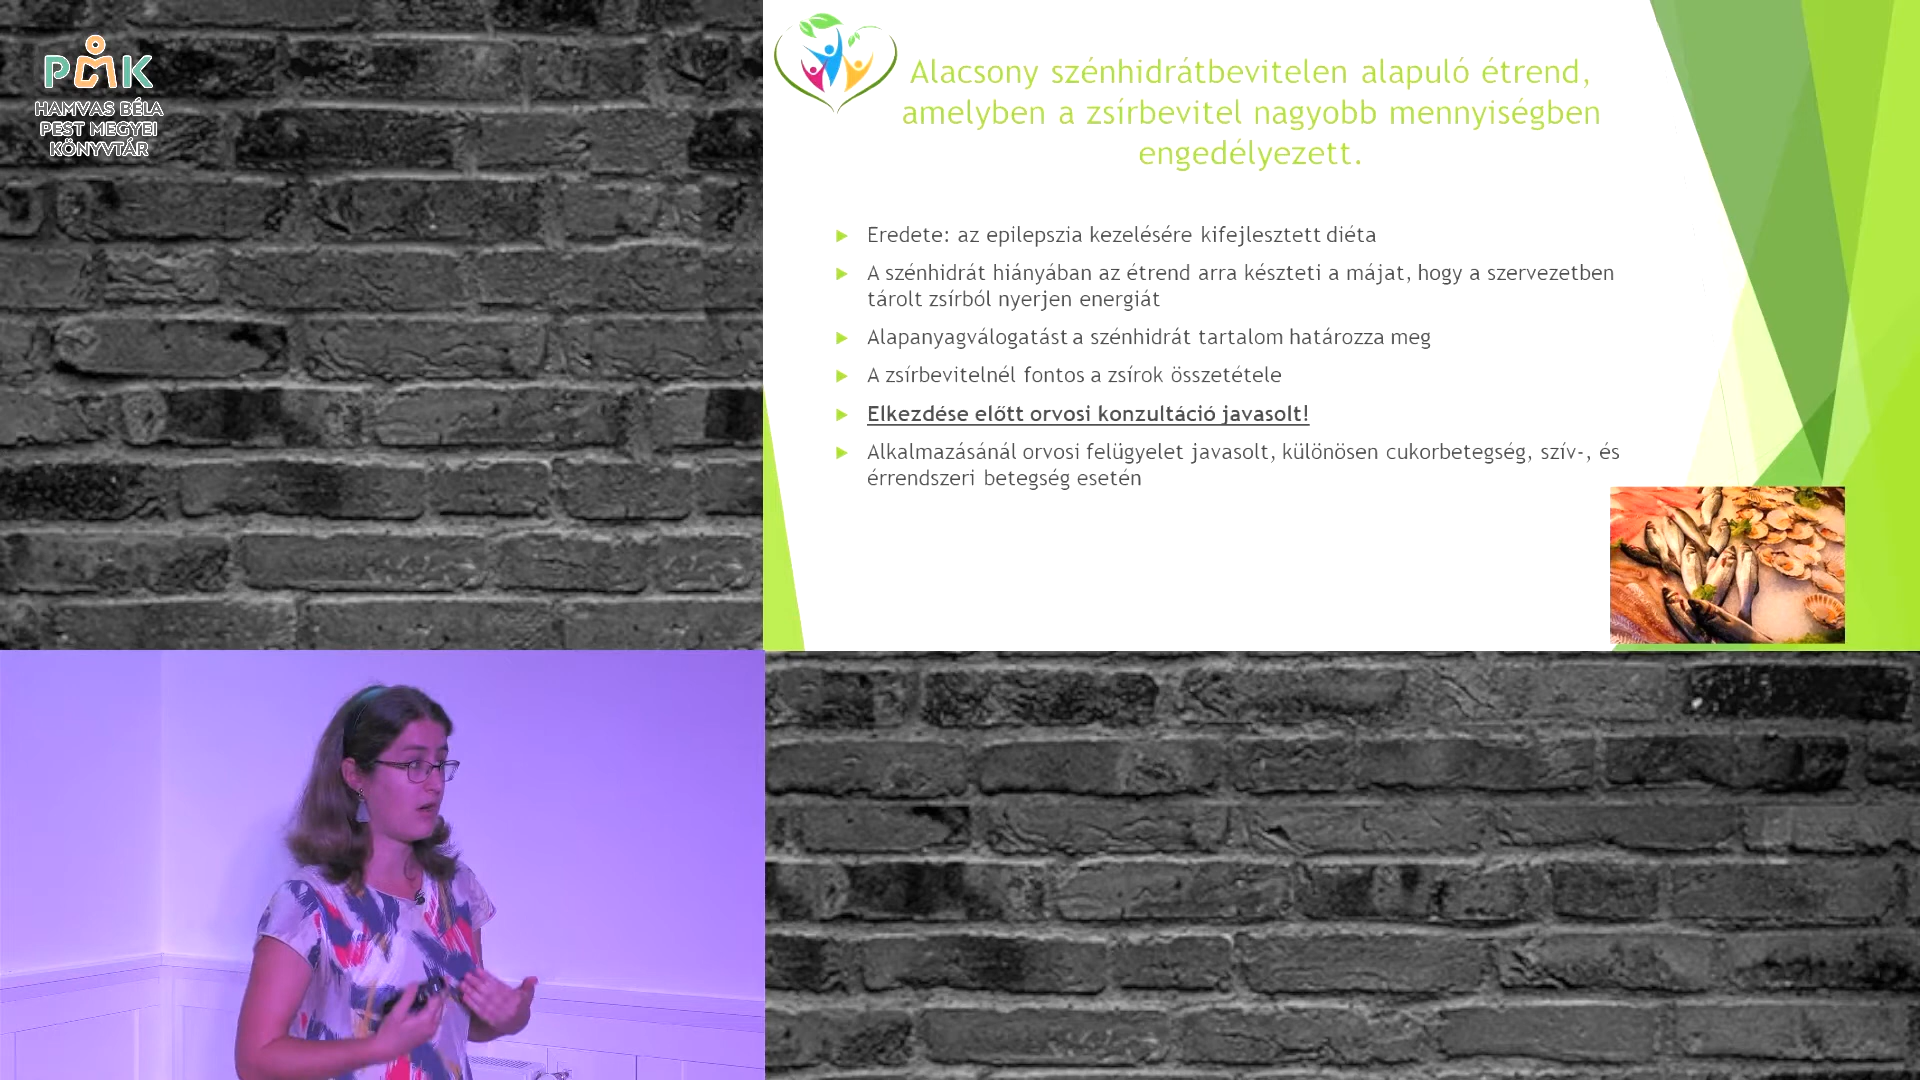 PMK
HAMVAS BÉLA
PEST MEGYEI
KÖNYVTÁR
Alacsony szénhidrátbevitelen alapuló étrend,
amelyben a zsírbevitel nagyobb mennyiségben
engedélyezett.
Eredete: az epilepszia kezelésére kifejlesztett diéta
A szénhidrát hiányában az étrend arra készteti a májat, hogy a szervezetben
tárolt zsírból nyerjen energiát
Alapanyagválogatást a szénhidrát tartalom határozza meg
A zsírbevitelnél fontos a zsírok összetétele
Elkezdése előtt orvosi konzultáció javasolt!
Alkalmazásánál orvosi felügyelet javasolt, különösen cukorbetegség, szív-, és
érrendszeri betegség esetén